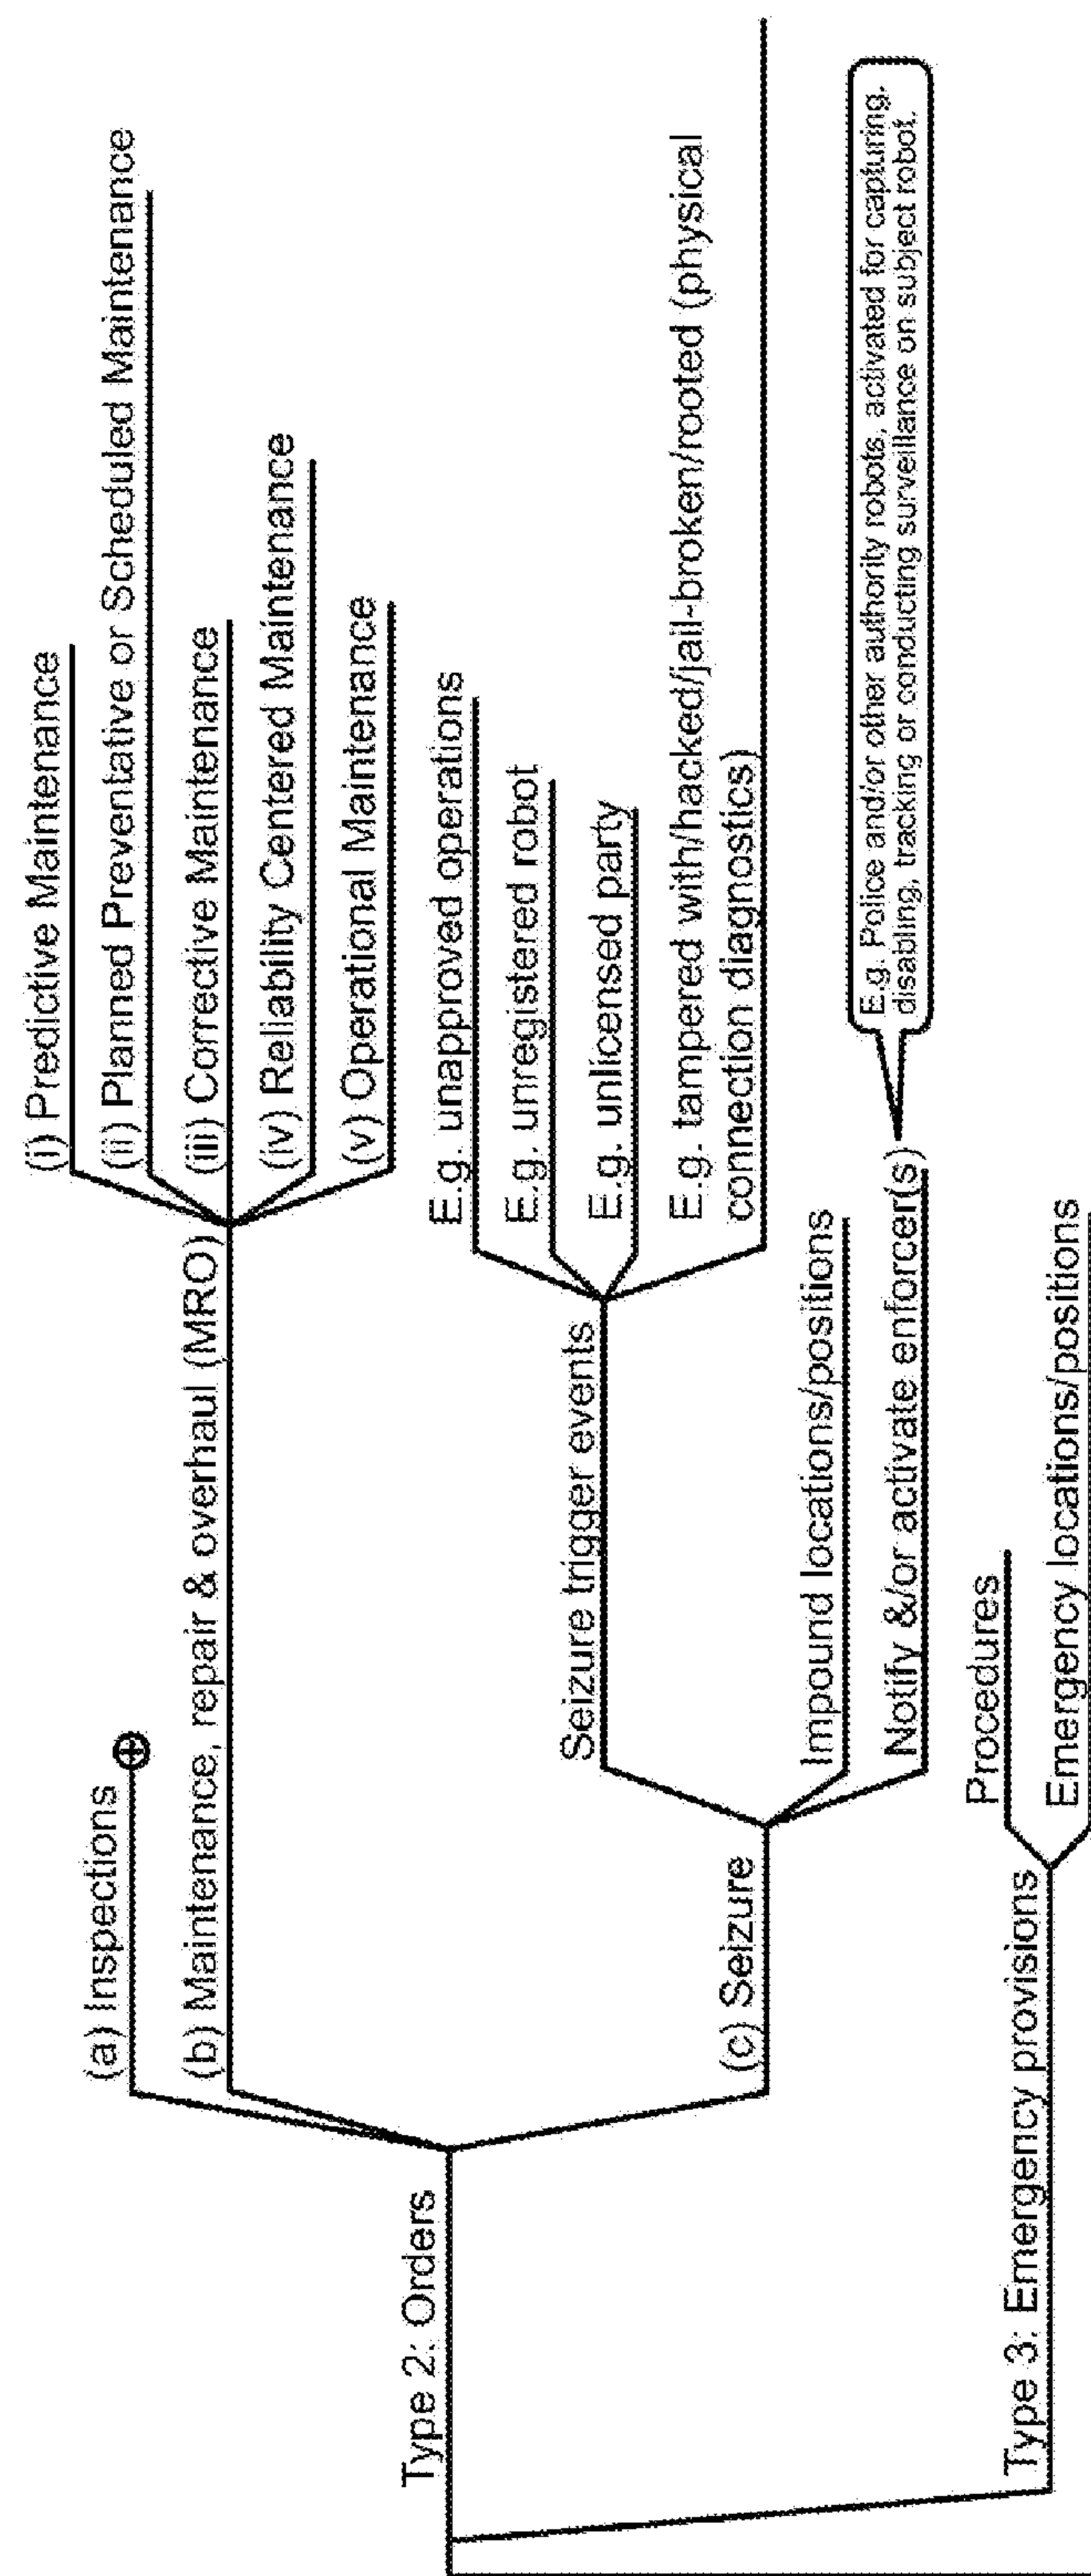 Type 2: Orders
(a) Inspections
(b) Maintenance, repair & overhaul (MRO)
(i) Predictive Maintenance
(ii) Planned Preventative or Scheduled Maintenance
(iii) Corrective Maintenance
(iv) Reliability Centered Maintenance
(v) Operational Maintenance
(c) Seizure
Seizure trigger events
E.g. unapproved operations
E.g. unregistered robot
E.g. unlicensed party
E.g. tampered with/hacked/jail-broken/rooted (physical
connection diagnostics)
Impound locations/positions
Notify &/or activate enforcer(s)
E.g. Police and/or other authority robots, activated for capturing,
disabling, tracking or conducting surveillance on subject robot.
Type 3: Emergency provisions
Procedures
Emergency locations/positions